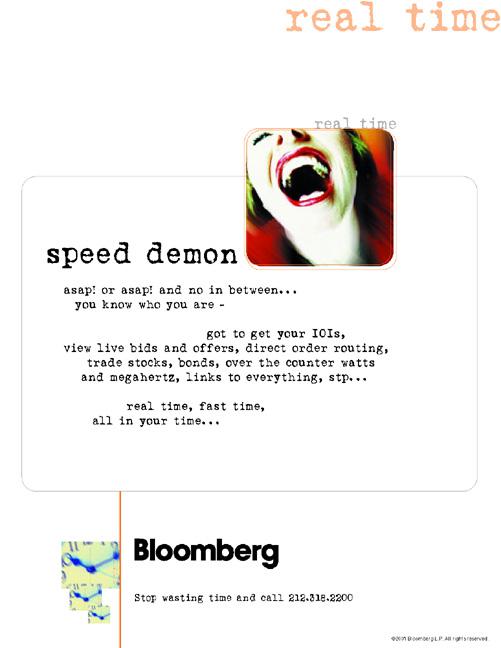 real time
real time
speed demon
asap! or asap! and no in between...
you know who you are -
got to get your IOIs,
view live bids and offers, direct order routing,
trade stocks, bonds, over the counter watts
and megahertz, links to everything, stp...
real time, fast time,
all in your time...
Bloomberg
Stop wasting time and call 212.318.2200
©2001 Bloomberg L.P. All rights reserved.